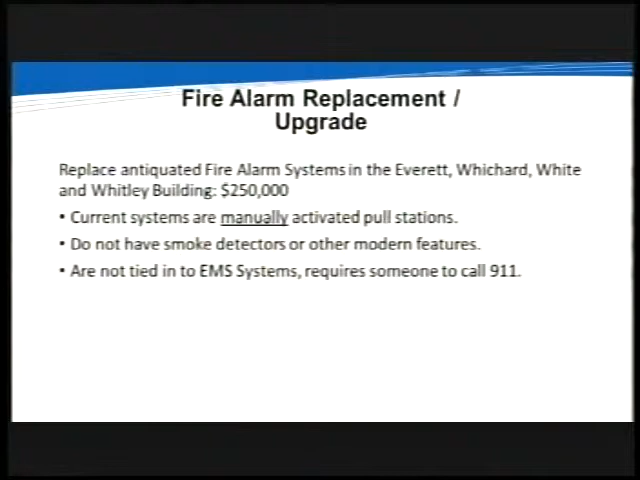 Fire Alarm Replacement /
Upgrade
Replace antiquated Fire Alarm Systems in the Everett, Whichard, White
and Whitley Building: $250,000
• Current systems are manually activated pull stations.
• Do not have smoke detectors or other modern features.
• Are not tied in to EMS Systems, requires someone to call 911.